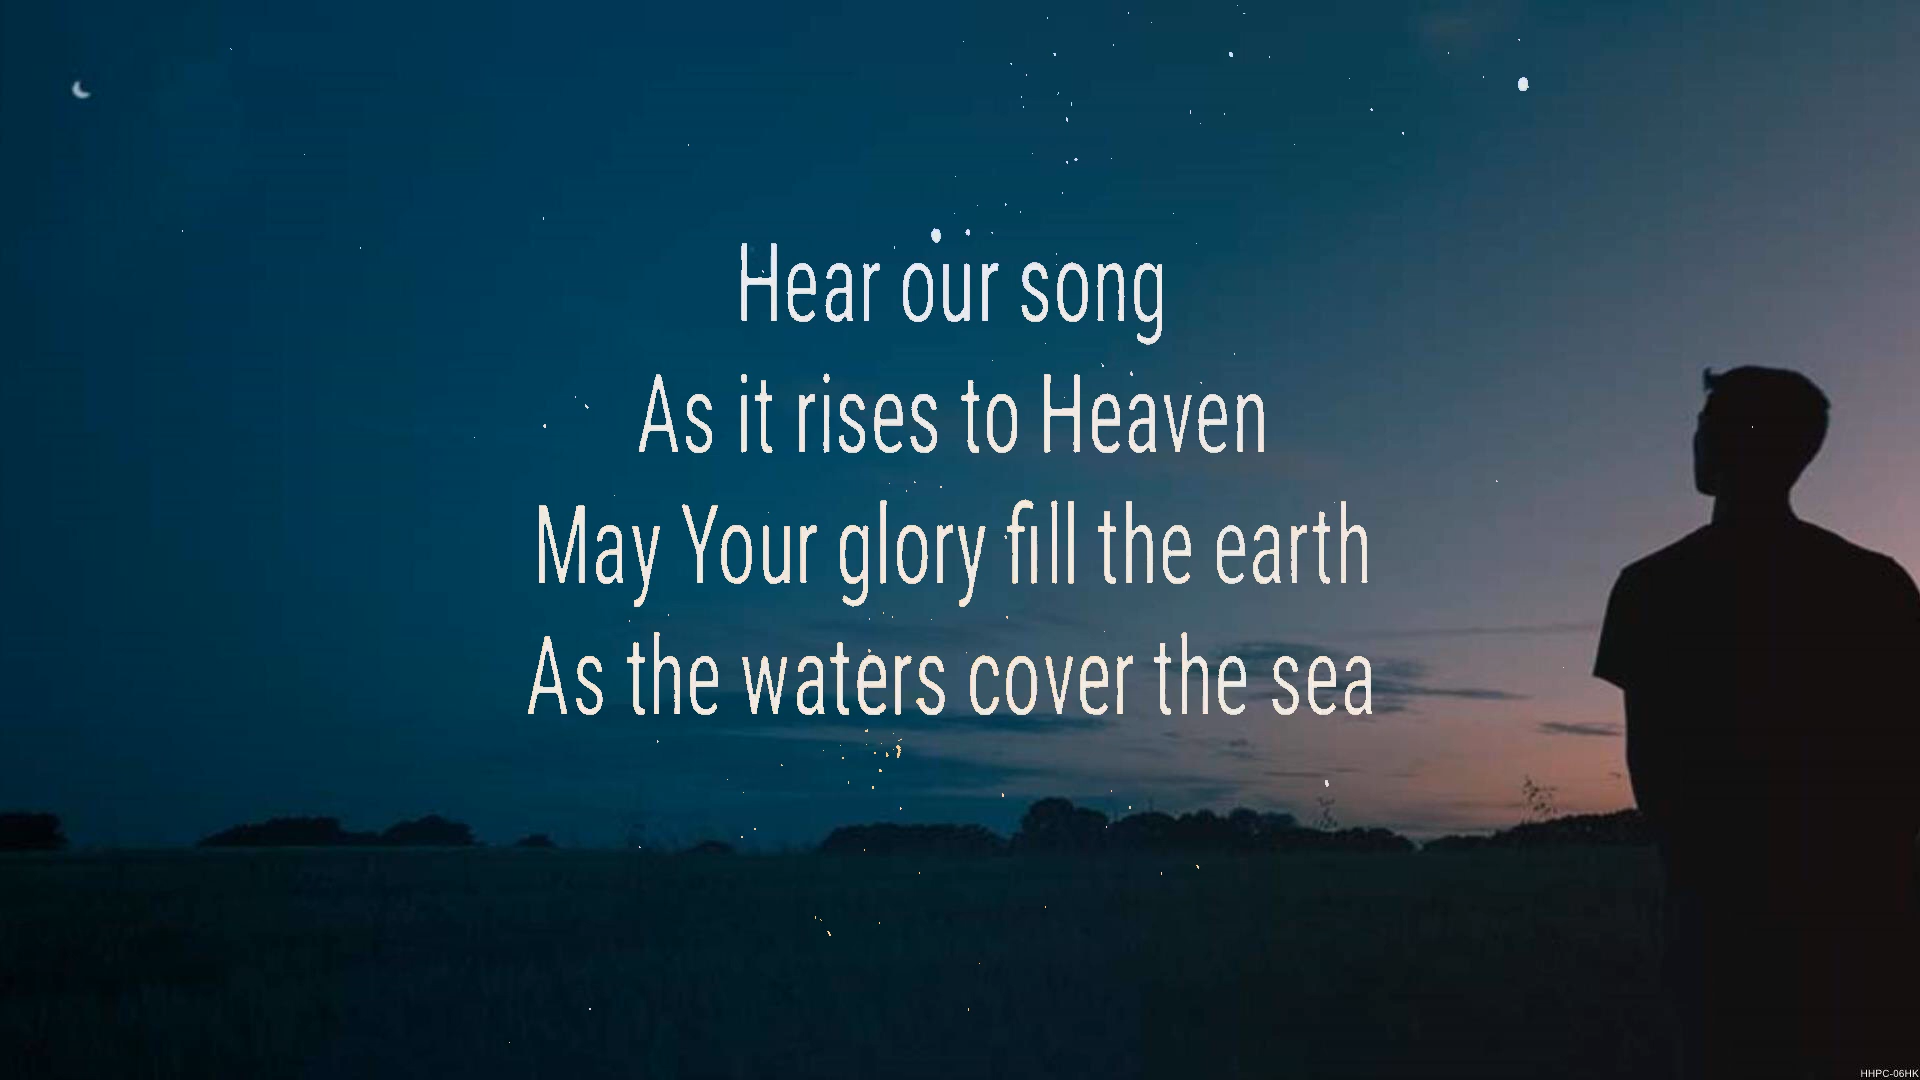 Hear our song
As it rises to Heaven
May Your glory fill the earth
As the waters cover the sea
HHPC-06HK